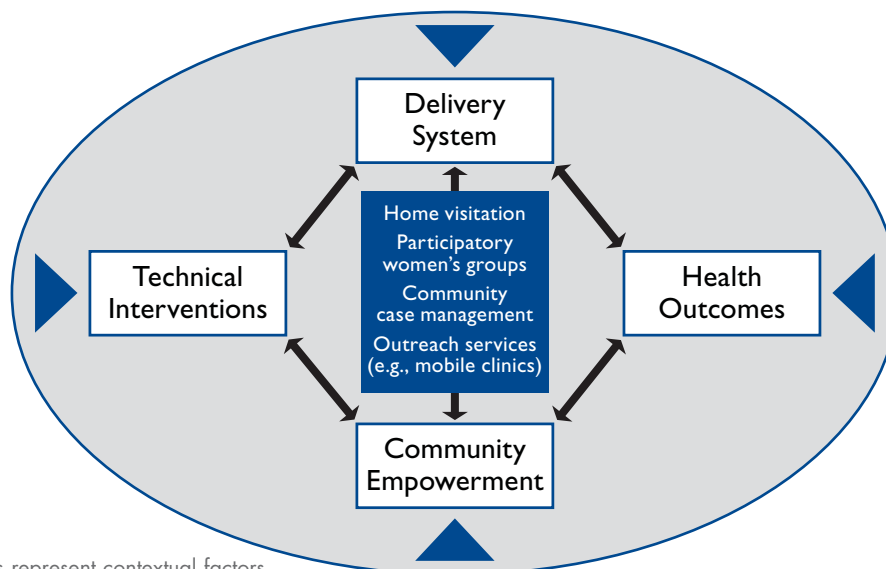 Delivery
System
Home visitation
Participatory
women's groups
Community
case management
Outreach services
(e.g., mobile clinics)
Technical
Interventions
Health
Outcomes
Community
Empowerment
represent contextual factors